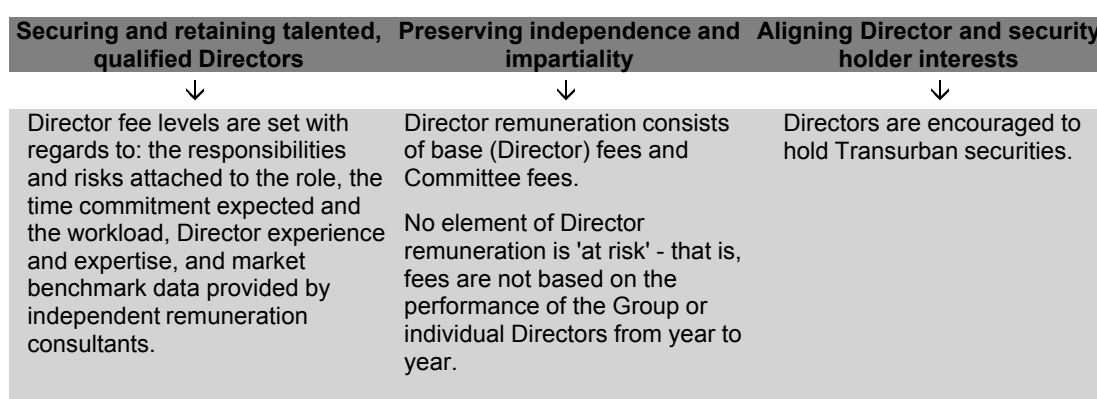 Securing and retaining talented,
qualified Directors
Preserving independence and
impartiality
Aligning Director and security
holder interests
Director fee levels are set with
regards to: the responsibilities
and risks attached to the role, the
time commitment expected and
the workload, Director experience
and expertise, and market
benchmark data provided by
independent remuneration
consultants.
Director remuneration consists
of base (Director) fees and
Committee fees.
No element of Director
remuneration is 'at risk' - that is,
fees are not based on the
performance of the Group or
individual Directors from year to
year.
Directors are encouraged to
hold Transurban securities.